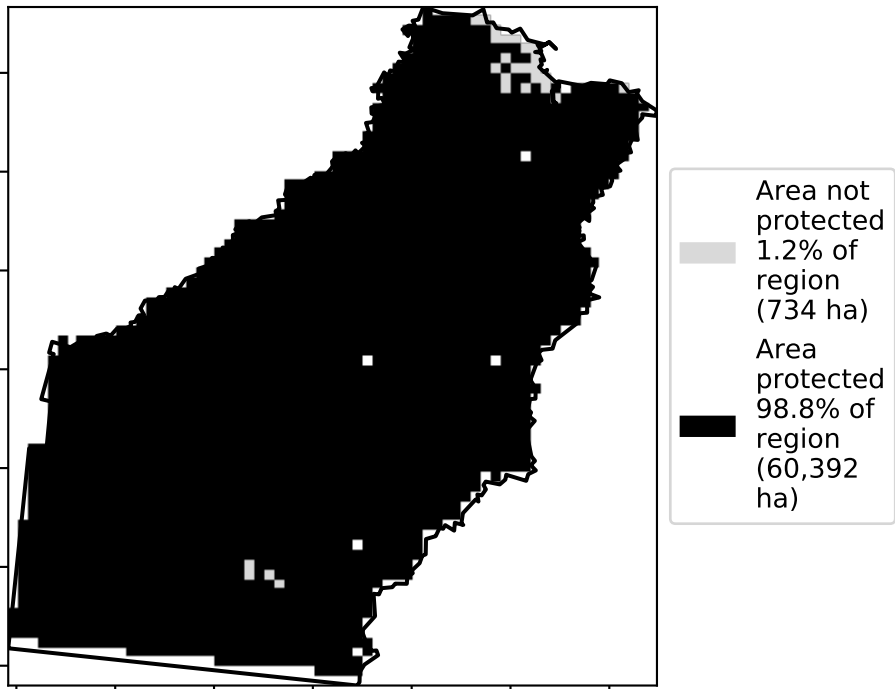 Area not
protected
1.2% of
region
(734 ha)
Area
protected
98.8% of
region
(60,392
ha)